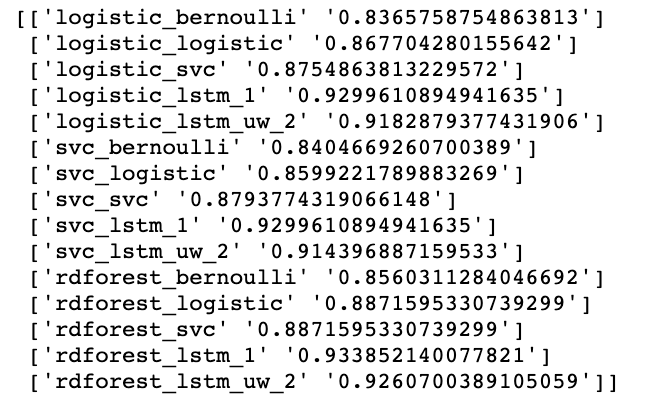 [['logistic_bernoulli' '0.8365758754863813']
['logistic_logistic' '0.867704280155642']
['logistic_svc' '0.8754863813229572']
['logistic_lstm_1' '0.9299610894941635']
['logistic_lstm_uw_2' '0.9182879377431906']
['svc_bernoulli' '0.8404669260700389']
['svc_logistic' '0.8599221789883269']
['svc_svc' '0.8793774319066148']
['svc_lstm_1' '0.9299610894941635']
['svc_lstm_uw_2' '0.914396887159533']
['rdforest_bernoulli' '0.8560311284046692']
['rdforest_logistic' '0.8871595330739299']
['rdforest_svc' '0.8871595330739299']
['rdforest_lstm_1' '0.933852140077821']
['rdforest_lstm_uw_2' '0.9260700389105059']]